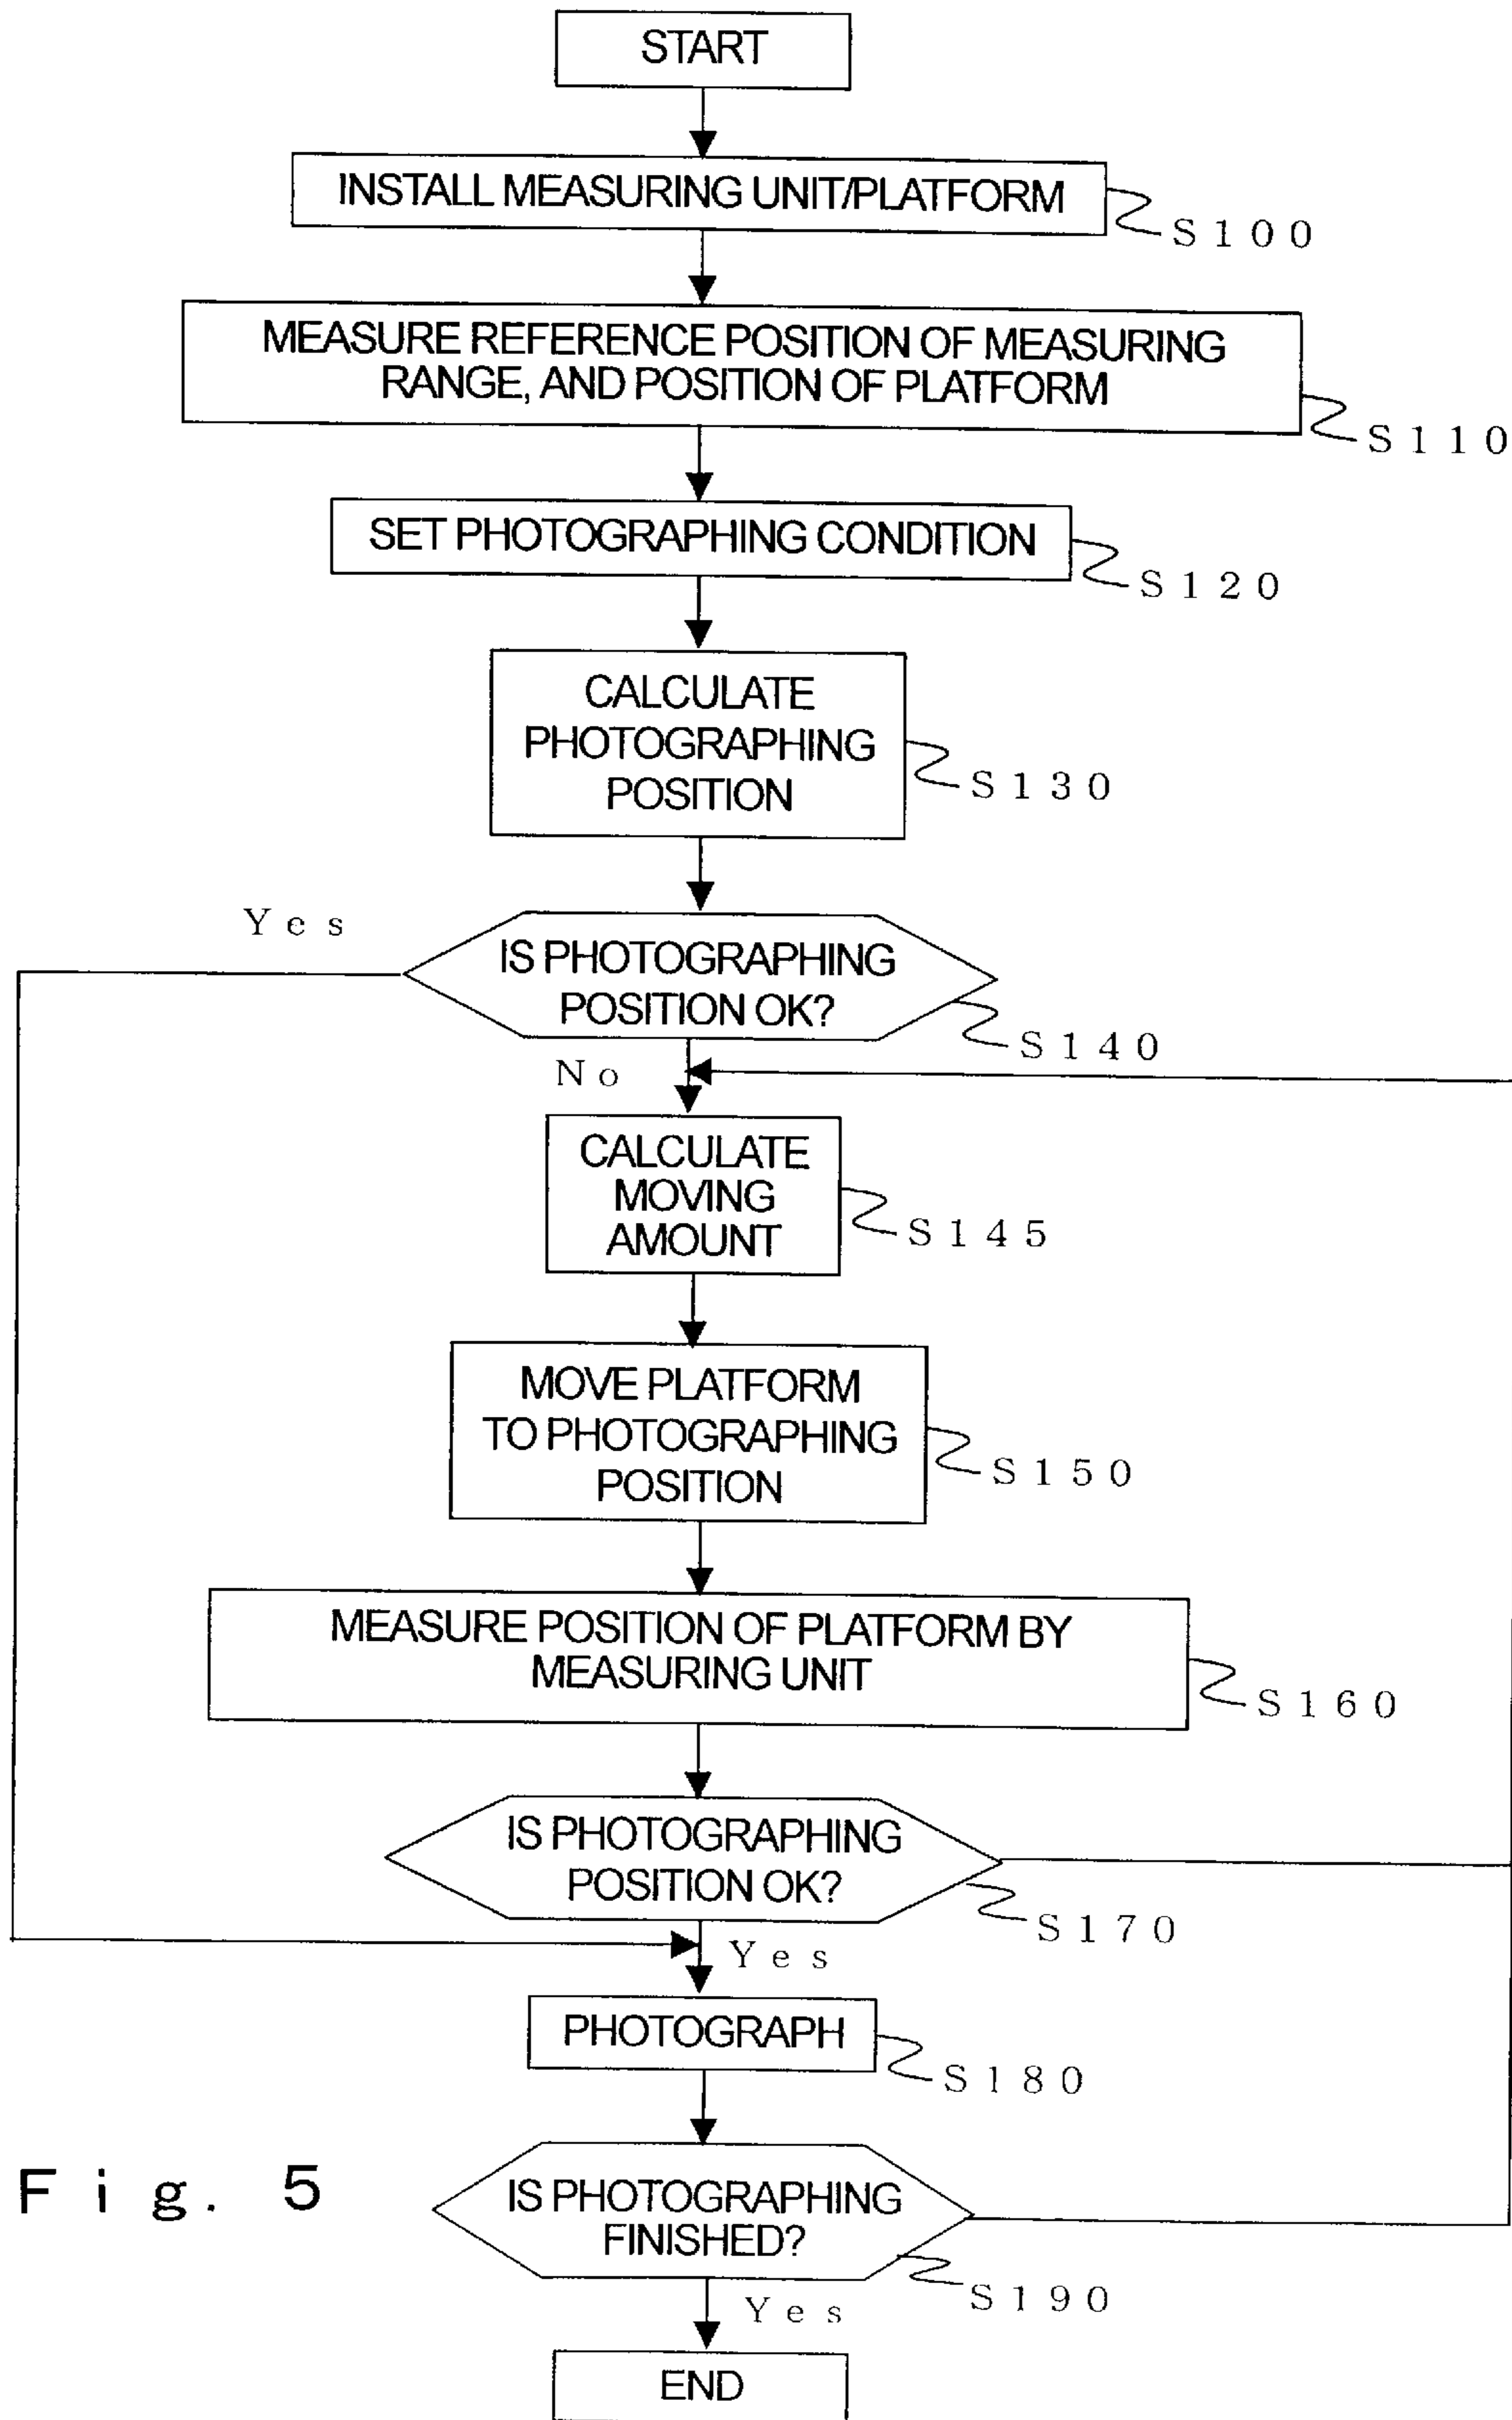 START
INSTALL MEASURING UNIT/PLATFORM
S100
MEASURE REFERENCE POSITION OF MEASURING
RANGE, AND POSITION OF PLATFORM
S110
SET PHOTOGRAPHING CONDITION
S120
CALCULATE
PHOTOGRAPHING
POSITION
S130
Yes
IS PHOTOGRAPHING
POSITION OK?
S140
No
CALCULATE
MOVING
AMOUNT
S145
MOVE PLATFORM
TO PHOTOGRAPHING
POSITION
S150
MEASURE POSITION OF PLATFORM BY
MEASURING UNIT
S160
IS PHOTOGRAPHING
POSITION OK?
S170
Yes
PHOTOGRAPH
S180
Fig. 5
IS PHOTOGRAPHING
FINISHED?
S190
Yes
END